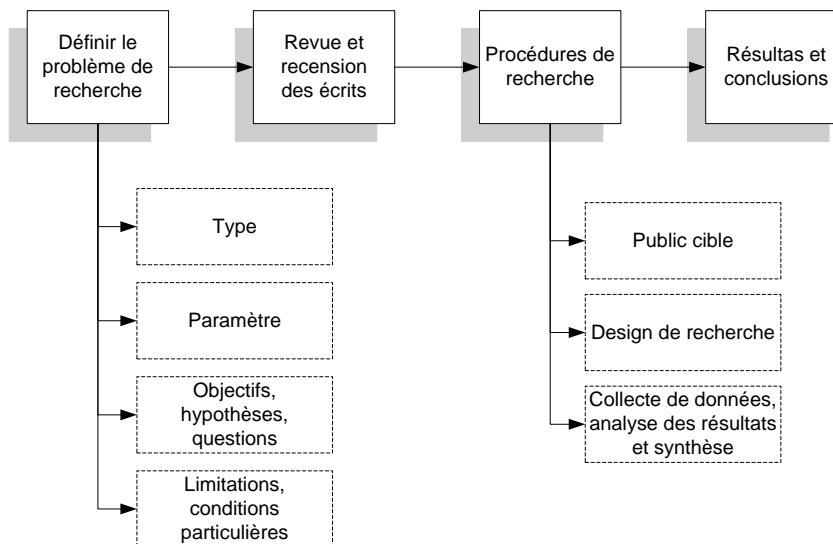 Définir le
problème de
recherche
Revue et
recension
des écrits
Procédures de
recherche
Résultas et
conclusions
Type
Paramètre
Objectifs,
hypothèses,
questions
Limitations,
conditions
particulières
Public cible
Design de recherche
Collecte de données,
analyse des résultats
et synthèse